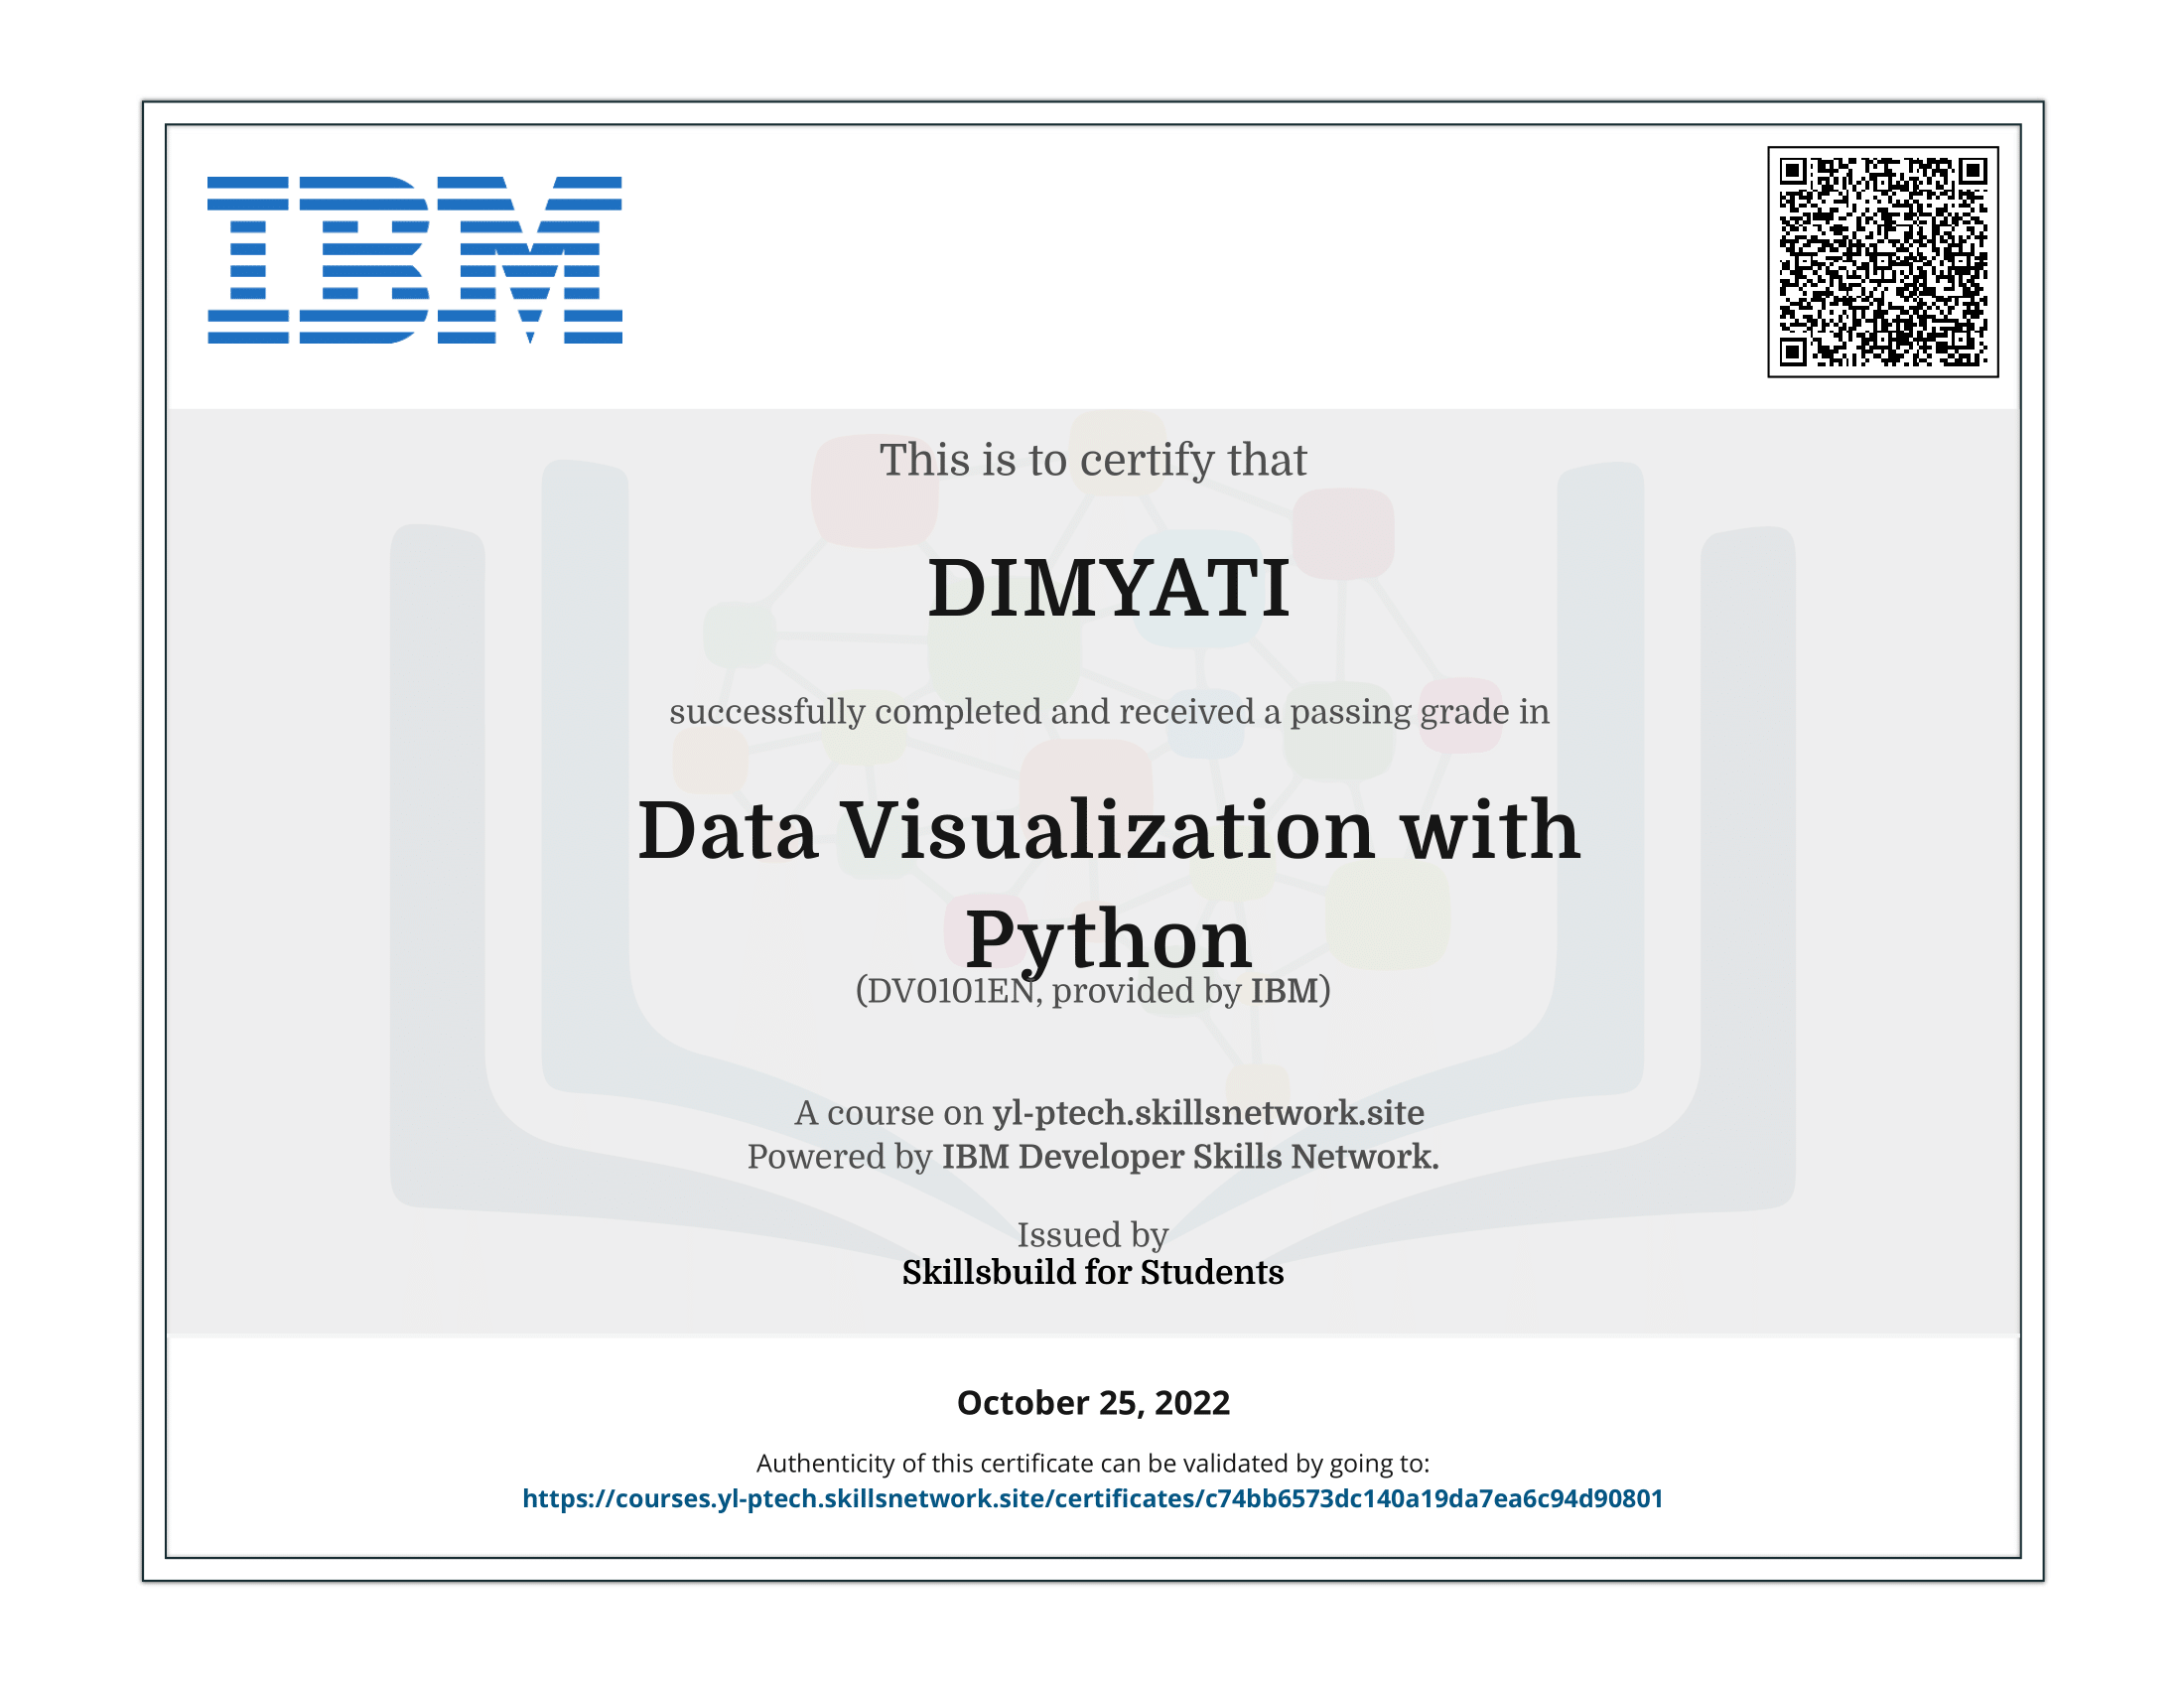 IBM
This is to certify that
DIMYATI
successfully completed and received a passing grade in
Data Visualization with
Python
(DV0101EN, provided by IBM)
A course on yl-ptech.skillsnetwork.site
Powered by IBM Developer Skills Network.
Issued by
Skillsbuild for Students
October 25, 2022
Authenticity of this certificate can be validated by going to:
https://courses.yl-ptech.skillsnetwork.site/certificates/c74bb6573dc140a19da7ea6c94d90801